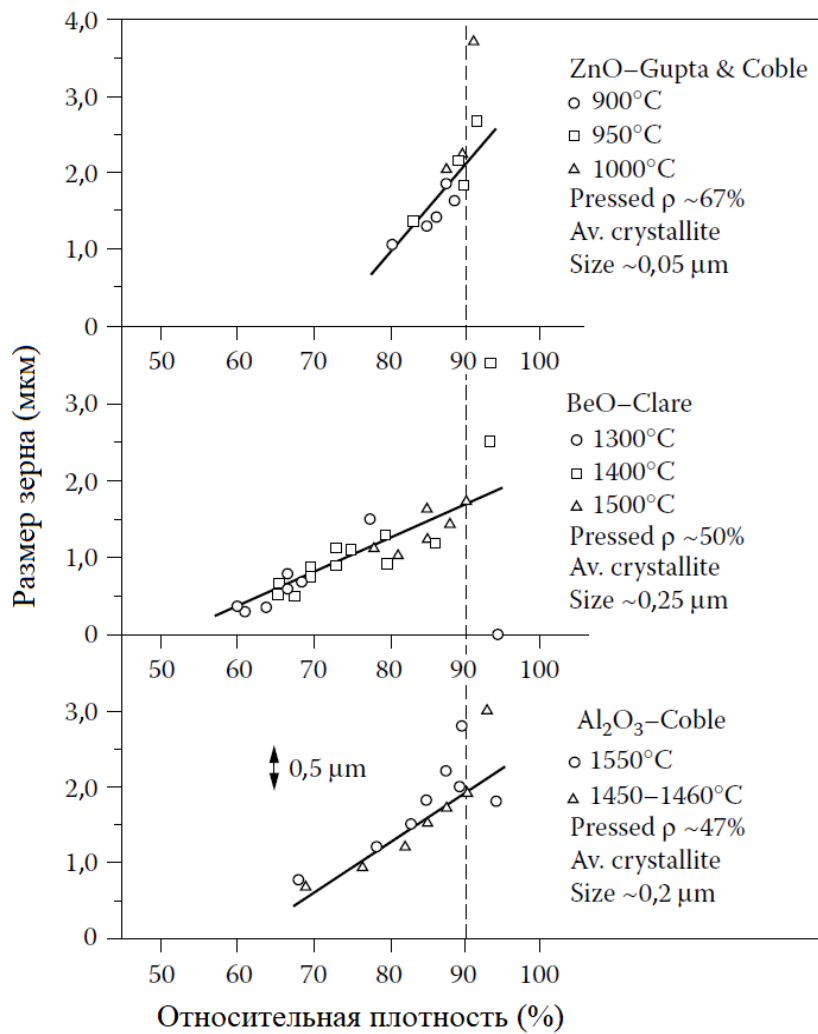 4,0
3,0
2,0
1,0
0
50 60 70 80 90 100
ZnO–Gupta & Coble
○ 900°C
□ 950°C
△ 1000°C
Pressed ρ ~67%
Av. crystallite
Size ~0,05 μm
3,0
2,0
1,0
0
50 60 70 80 90 100
BeO–Clare
○ 1300°C
□ 1400°C
△ 1500°C
Pressed ρ ~50%
Av. crystallite
Size ~0,25 μm
3,0
2,0
1,0
0
50 60 70 80 90 100
0,5 μm
Al₂O₃–Coble
○ 1550°C
△ 1450–1460°C
Pressed ρ ~47%
Av. crystallite
Size ~0,2 μm
Размер зерна (мкм)
Относительная плотность (%)